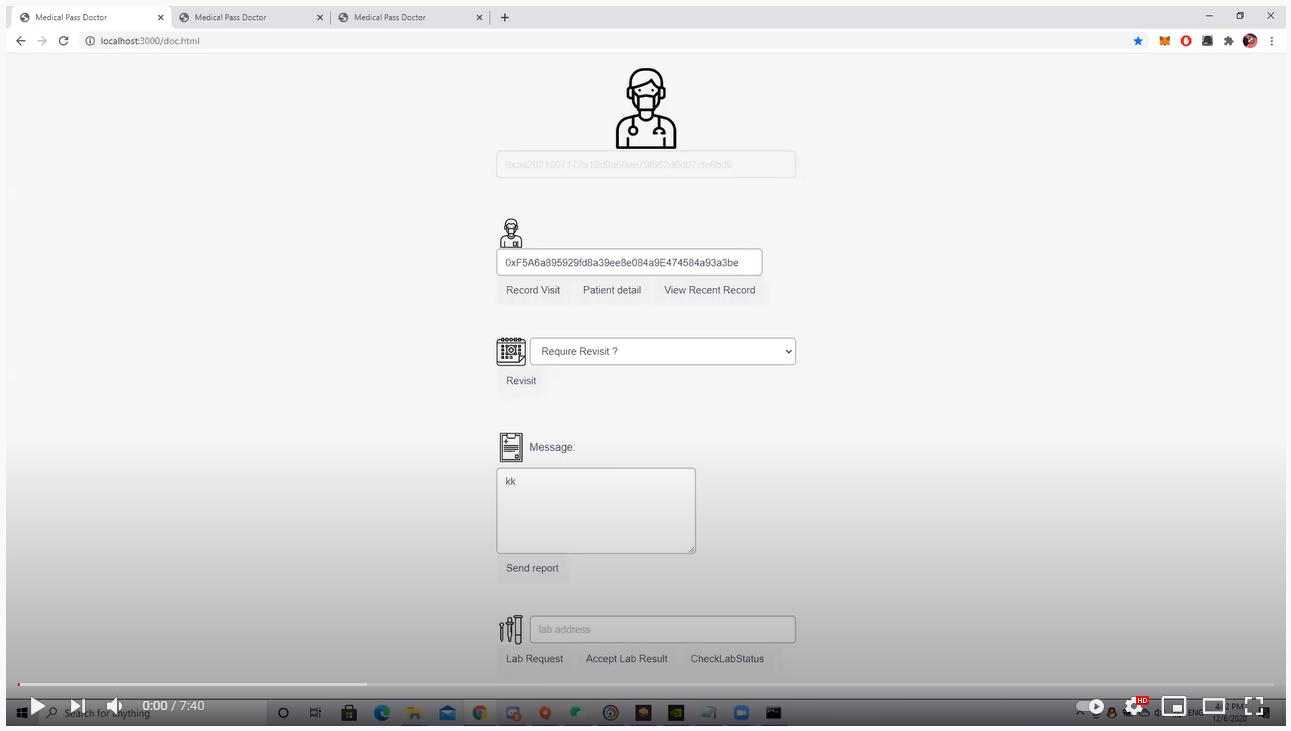 Medical Pass Doctor Medical Pass Doctor Medical Pass Doctor
localhost:3000/doc.html
0xF5A6a895929fd8a39ee8e084a9E474584a93a3be
Record Visit Patient detail View Recent Record
Require Revisit ?
Revisit
Message:
kk
Send report
lab address
Lab Request Accept Lab Result CheckLabStatus
0:00 / 7:40
HD
Search for anything
ENG
12/6/2020